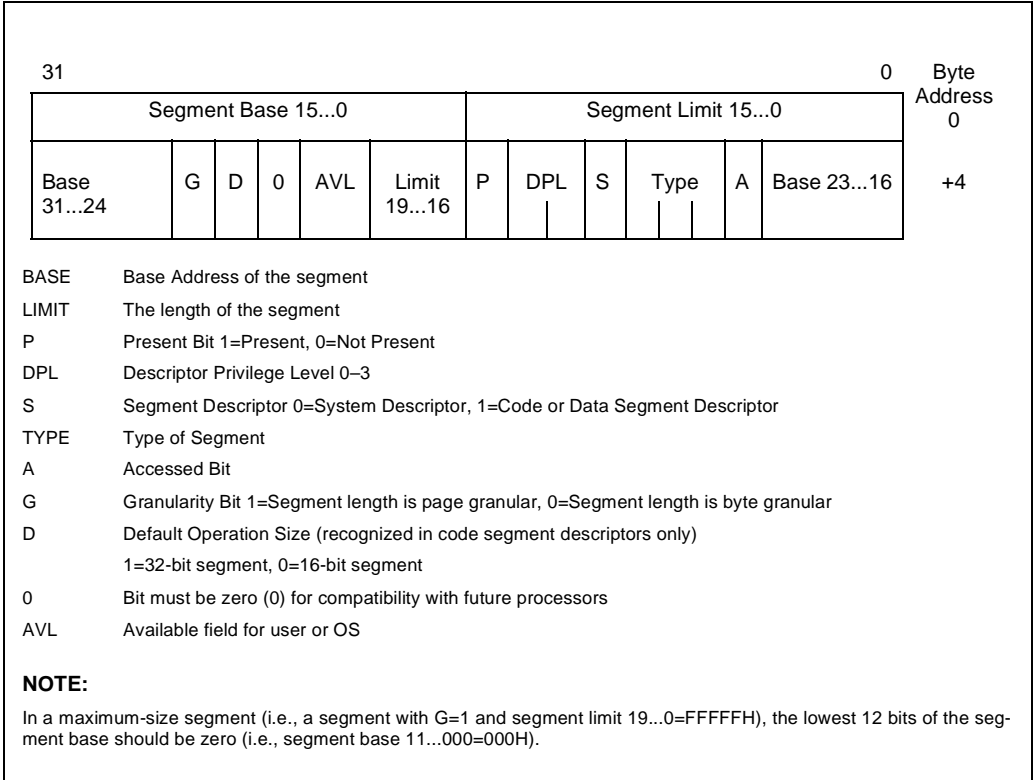 31 0 Byte
Address
Segment Base 15...0 Segment Limit 15...0 0
Base G D 0 AVL Limit P DPL S Type A Base 23...16 +4
31...24 19...16
BASE Base Address of the segment
LIMIT The length of the segment
P Present Bit 1=Present, 0=Not Present
DPL Descriptor Privilege Level 0–3
S Segment Descriptor 0=System Descriptor, 1=Code or Data Segment Descriptor
TYPE Type of Segment
A Accessed Bit
G Granularity Bit 1=Segment length is page granular, 0=Segment length is byte granular
D Default Operation Size (recognized in code segment descriptors only)
1=32-bit segment, 0=16-bit segment
0 Bit must be zero (0) for compatibility with future processors
AVL Available field for user or OS
NOTE:
In a maximum-size segment (i.e., a segment with G=1 and segment limit 19...0=FFFFFH), the lowest 12 bits of the seg-
ment base should be zero (i.e., segment base 11...000=000H).